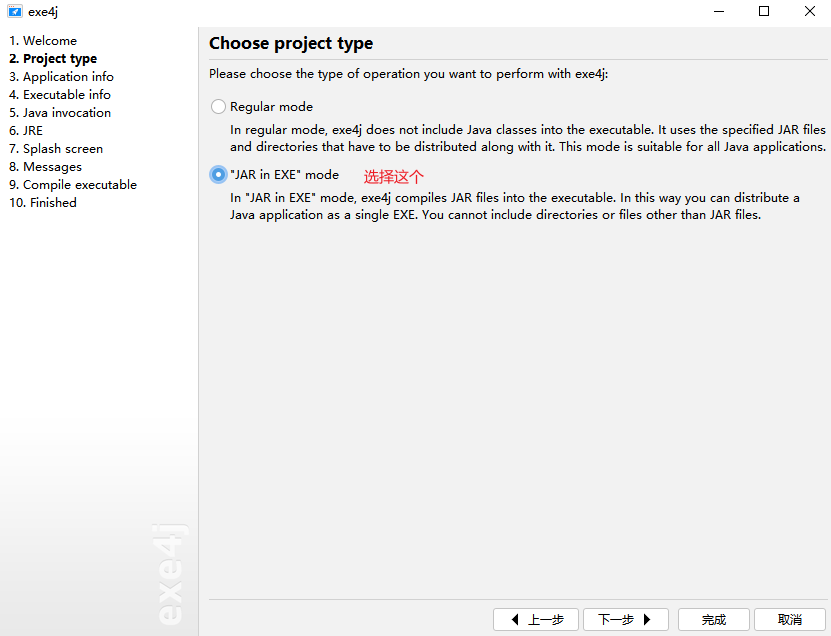 exe4j
1. Welcome
2. Project type
3. Application info
4. Executable info
5. Java invocation
6. JRE
7. Splash screen
8. Messages
9. Compile executable
10. Finished
exe4j
Choose project type
Please choose the type of operation you want to perform with exe4j:
Regular mode
In regular mode, exe4j does not include Java classes into the executable. It uses the specified JAR files
and directories that have to be distributed along with it. This mode is suitable for all Java applications.
"JAR in EXE" mode 选择这个
In "JAR in EXE" mode, exe4j compiles JAR files into the executable. In this way you can distribute a
Java application as a single EXE. You cannot include directories or files other than JAR files.
上一步 下一步 完成 取消